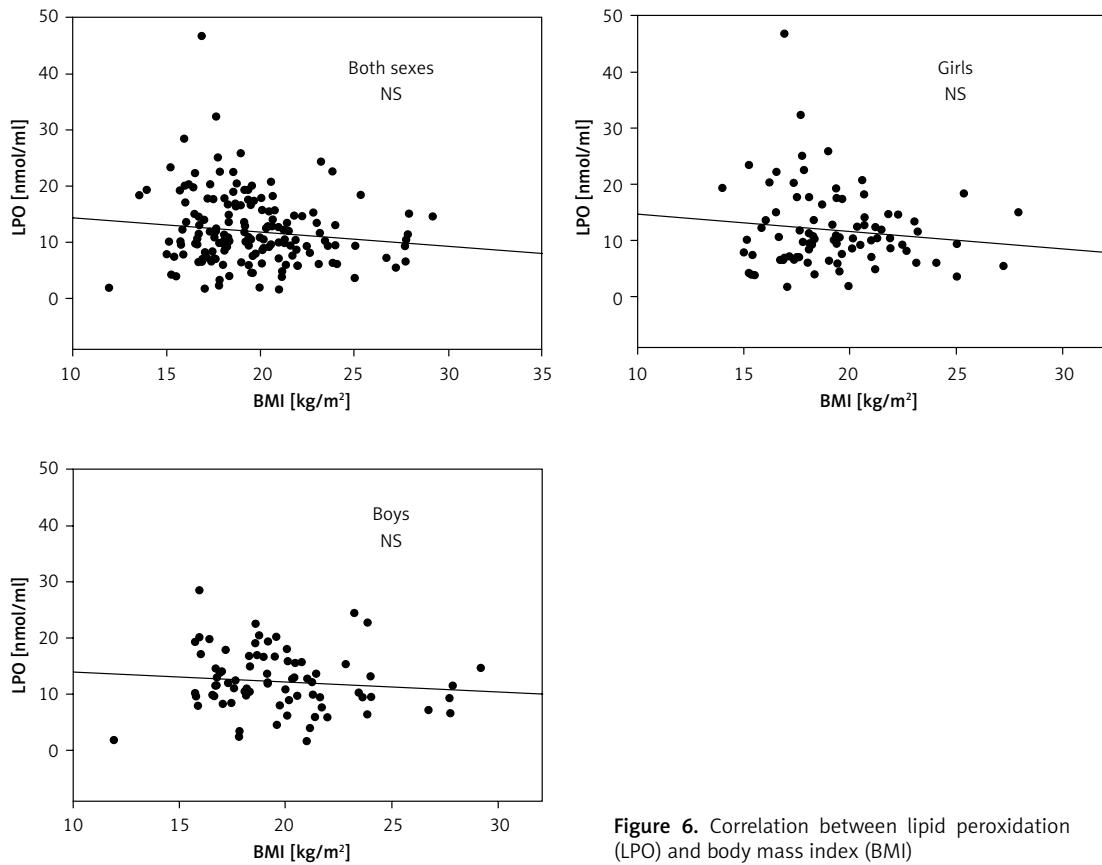 50
40
30
20
10
0
LPO [nmol/ml]
Both sexes
NS
10 15 20 25 30 35
BMI [kg/m²]
50
40
30
20
10
0
LPO [nmol/ml]
Girls
NS
10 15 20 25 30
BMI [kg/m²]
50
40
30
20
10
0
LPO [nmol/ml]
Boys
NS
10 15 20 25 30
BMI [kg/m²]
Figure 6. Correlation between lipid peroxidation
(LPO) and body mass index (BMI)